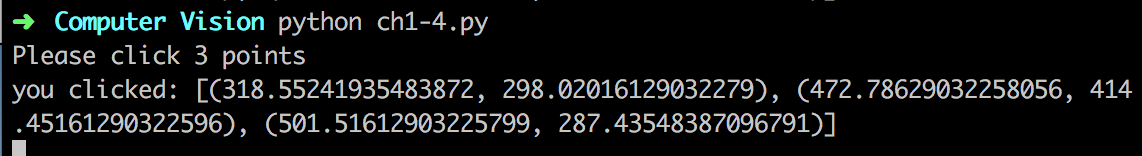 ➜ Computer Vision python ch1-4.py
Please click 3 points
you clicked: [(318.55241935483872, 298.02016129032279), (472.78629032258056, 414
.45161290322596), (501.51612903225799, 287.43548387096791)]